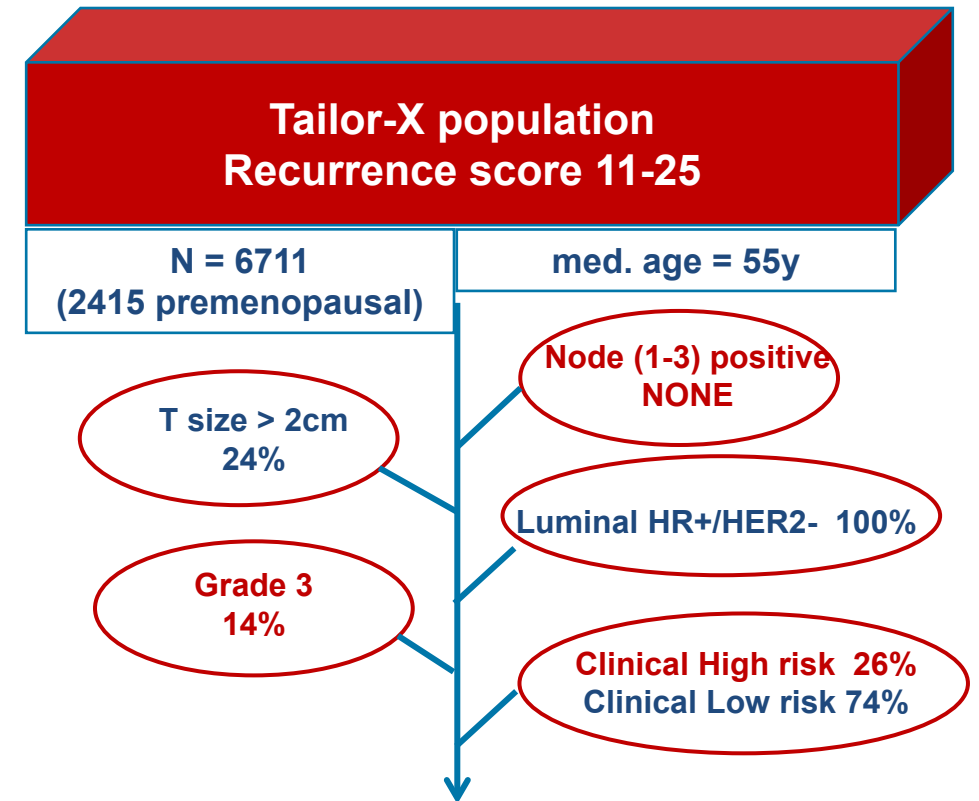 Tailor-X population
Recurrence score 11-25
N = 6711
(2415 premenopausal)
med. age = 55y
Node (1-3) positive
NONE
T size > 2cm
24%
Luminal HR+/HER2- 100%
Grade 3
14%
Clinical High risk 26%
Clinical Low risk 74%